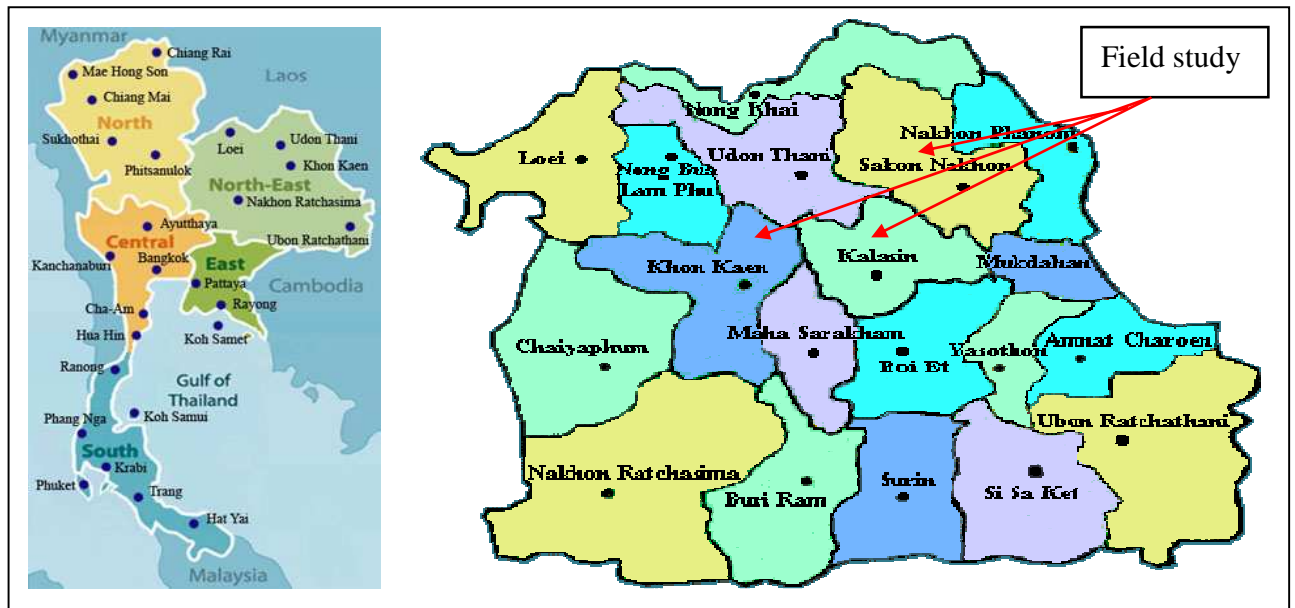 Myanmar
Chiang Rai
Mae Hong Son
Laos
Chiang Mai
North
Sukhothai
Udon Thani
Loei
Phitsanulok
Khon Kaen
North-East
Nakhon Ratchasima
Ayutthaya
Ubon Ratchathani
Central
Bangkok
East
Kanchanaburi
Pattaya
Cambodia
Rayong
Cha-Am
Koh Samet
Hua Hin
Ranong
Gulf of
Thailand
Phang Nga
Koh Samui
South
Krabi
Phuket
Trang
Hat Yai
Malaysia
Field study
Nong Khai
Nakhon Phanom
Loei
Udon Thani
Sakon Nakhon
Nong Bua
Lam Phu
Khon Kaen
Kalasin
Mukdahan
Chaiyaphum
Maha Sarakham
Roi Et
Yasothon
Amnat Charoen
Ubon Ratchathani
Nakhon Ratchasima
Buri Ram
Surin
Si Sa Ket